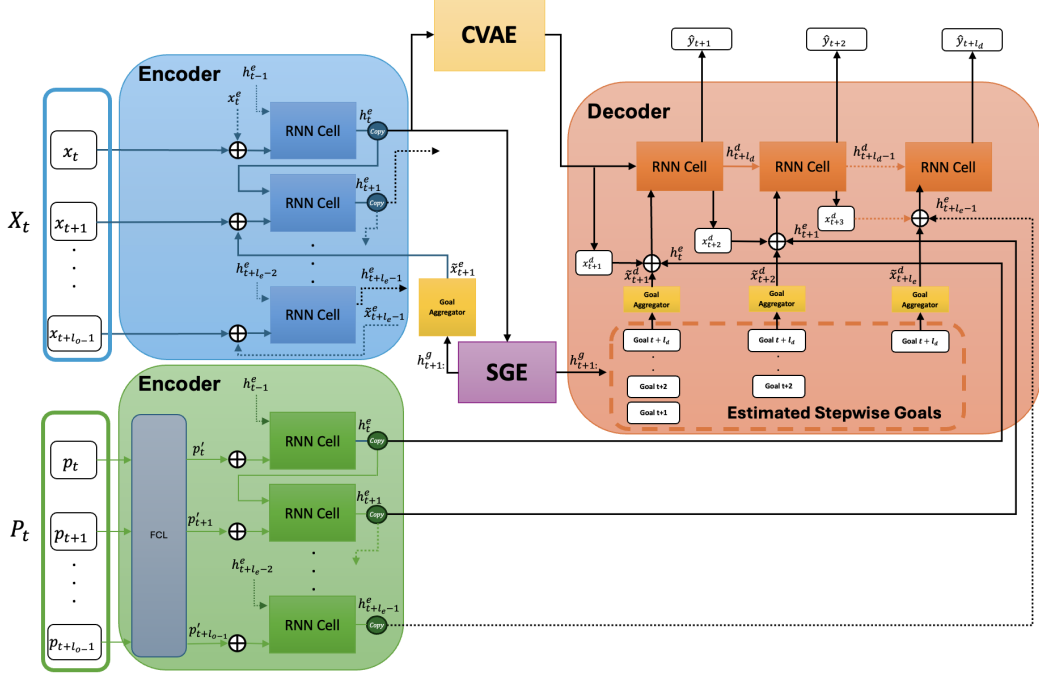 CVAE
ŷ_{t+1}
ŷ_{t+2}
ŷ_{t+l_d}
Encoder
h^e_{t-1}
x^e_t
RNN Cell
h^e_t
Copy
x_t
X_t
x_{t+1}
RNN Cell
h^e_{t+1}
Copy
.
.
.
h^e_{t+l_e-2}
RNN Cell
h^e_{t+l_e-1}
x̃^e_{t+l_e-1}
x_{t+l_o-1}
x̃^e_{t+1}
Goal
Aggregator
h^g_{t+1:}
SGE
h^g_{t+1:}
Decoder
RNN Cell
h^d_{t+l_d}
RNN Cell
h^d_{t+l_d-1}
RNN Cell
x^d_{t+1}
x^d_{t+2}
x^d_{t+3}
h^e_t
h^e_{t+1}
h^e_{t+l_e-1}
x̃^d_{t+1}
x̃^d_{t+2}
x̃^d_{t+l_e}
Goal
Aggregator
Goal
Aggregator
Goal
Aggregator
Goal t + l_d
.
.
Goal t+2
Goal t+1
Goal t + l_d
.
.
Goal t+2
Goal t + l_d
Estimated Stepwise Goals
Encoder
h^e_{t-1}
RNN Cell
h^e_t
Copy
p_t
p'_t
P_t
p_{t+1}
FCL
p'_{t+1}
RNN Cell
h^e_{t+1}
Copy
.
.
.
.
.
.
h^e_{t+l_e-2}
RNN Cell
h^e_{t+l_e-1}
Copy
p_{t+l_o-1}
p'_{t+l_o-1}